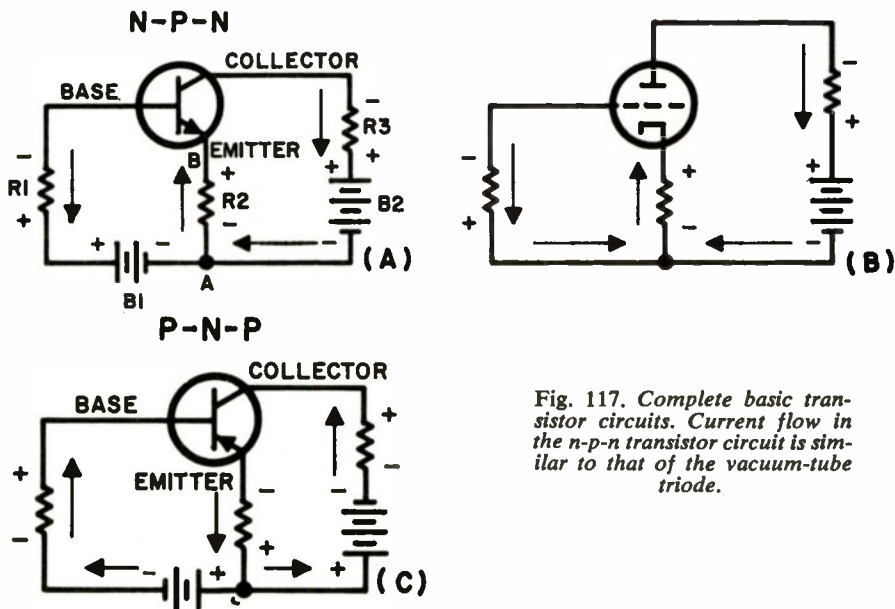 N-P-N
COLLECTOR
BASE
EMITTER
B
R1
R2
R3
B2
A
B1
(A)
(B)
P-N-P
COLLECTOR
BASE
EMITTER
(C)
Fig. 117. Complete basic tran-
sistor circuits. Current flow in
the n-p-n transistor circuit is sim-
ilar to that of the vacuum-tube
triode.